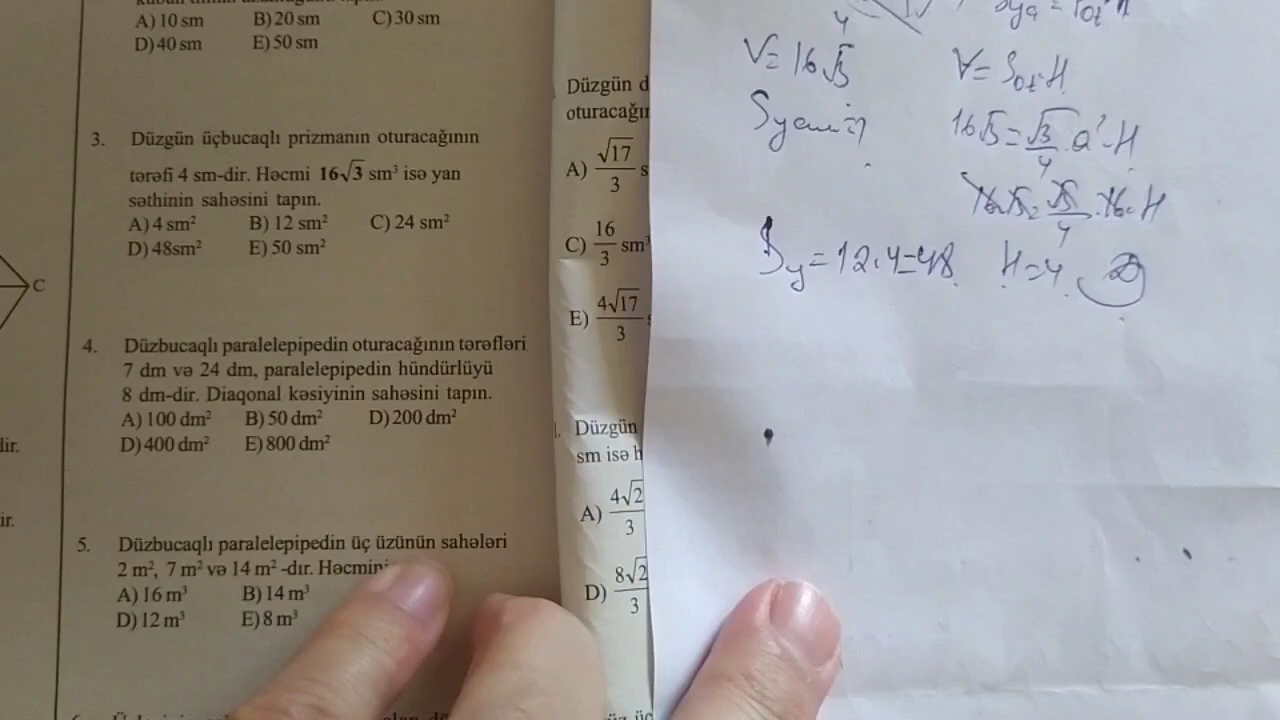 A) 10 sm B) 20 sm C) 30 sm
D) 40 sm E) 50 sm
3. Düzgün üçbucaqlı prizmanın oturacağının
tərəfi 4 sm-dir. Həcmi 16√3 sm³ isə yan
səthinin sahəsini tapın.
A) 4 sm² B) 12 sm² C) 24 sm²
D) 48sm² E) 50 sm²
C
4. Düzbucaqlı paralelepipedin oturacağının tərəfləri
7 dm və 24 dm, paralelepipedin hündürlüyü
8 dm-dir. Diaqonal kəsiyinin sahəsini tapın.
A) 100 dm² B) 50 dm² D) 200 dm²
D) 400 dm² E) 800 dm²
dir.
ir.
5. Düzbucaqlı paralelepipedin üç üzünün sahələri
2 m², 7 m² və 14 m² -dır. Həcmini
A) 16 m³ B) 14 m³
D) 12 m³ E) 8 m³
Düzgün d
oturacağın
A) √17/3 s
C) 16/3 sm³
E) 4√17/3 s
Düzgün
sm isə h
A) 4√2/3
D) 8√2/3
V=16√3 V=Sot·H
Syan=? 16√3=√3/4·a²·H
16√3=√3/4·16·H
Sy=12·4=48 H=4 D